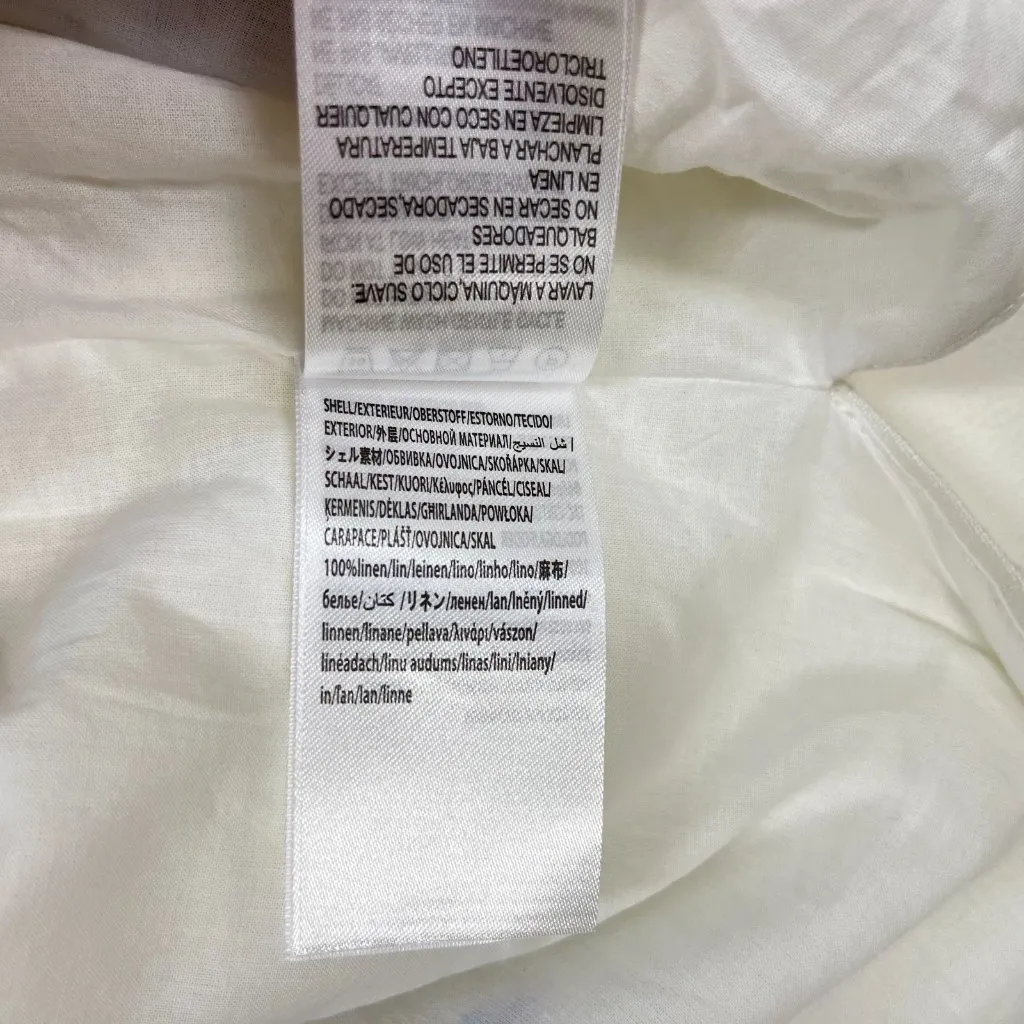 LAVAR A MÁQUINA,CICLO SUAVE.
NO SE PERMITE EL USO DE
BALQUEADORES
NO SECAR EN SECADORA,SECADO
EN LINEA
PLANCHAR A BAJA TEMPERATURA
LIMPIEZA EN SECO CON CUALQUIER
DISOLVENTE EXCEPTO
TRICLOROETILENO
SHELL/EXTERIEUR/OBERSTOFF/ESTORNO/TECIDO/
EXTERIOR/外层/ОСНОВНОЙ МАТЕРИАЛ/شل النسيج |
シェル素材/ОБВИВКА/OVOJNICA/SKOŘÁPKA/SKAL/
SCHAAL/KEST/KUORI/Κέλυφος/PÁNCÉL/CISEAL/
ĶERMENIS/DĖKLAS/GHIRLANDA/POWŁOKA/
CARAPACE/PLÁŠŤ/OVOJNICA/SKAL
100%linen/lin/leinen/lino/linho/lino/麻布/
белье/كتان /リネン/ленен/lan/lněný/linned/
linnen/linane/pellava/λινάρι/vászon/
línéadach/linu audums/linas/lini/lniany/
in/ľan/lan/linne